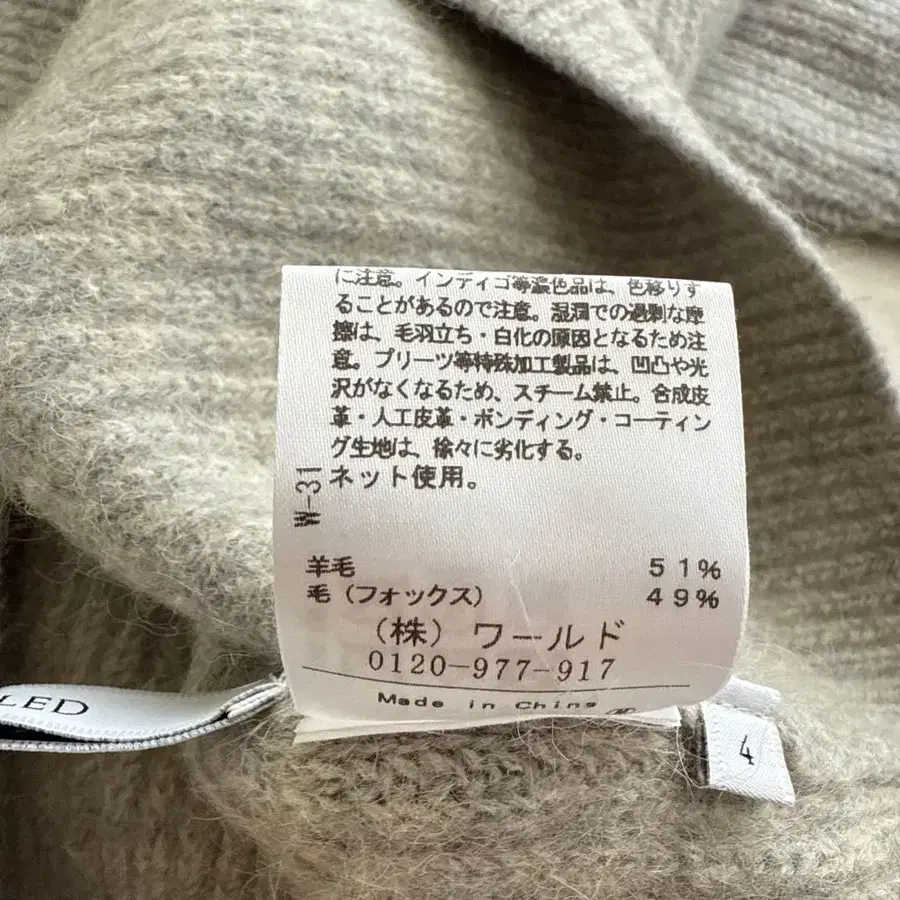 に注意。インディゴ等濃色品は、色移りす
ることがあるので注意。湿潤での過剰な摩
擦は、毛羽立ち・白化の原因となるため注
意。プリーツ等特殊加工製品は、凹凸や光
沢がなくなるため、スチーム禁止。合成皮
革・人工皮革・ボンディング・コーティン
グ生地は、徐々に劣化する。
ネット使用。
W-31
羊毛 51%
毛(フォックス) 49%
(株)ワールド
0120-977-917
Made in China
LED
4